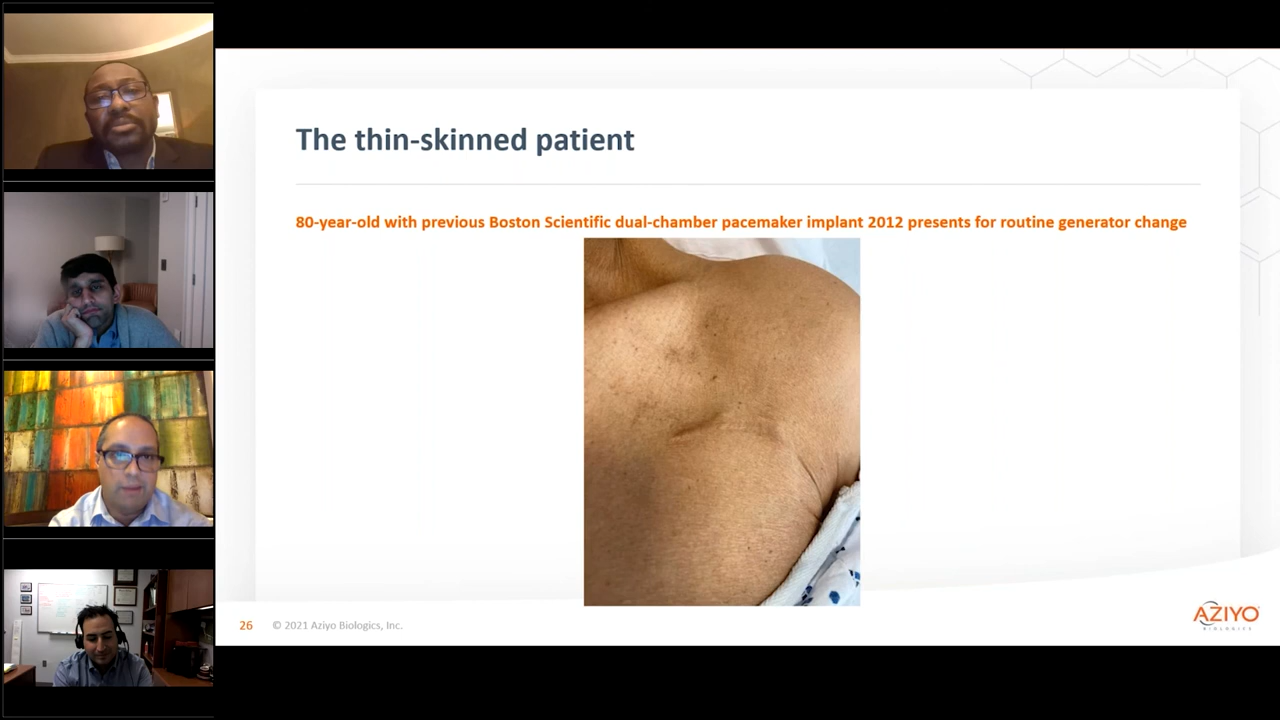 The thin-skinned patient
80-year-old with previous Boston Scientific dual-chamber pacemaker implant 2012 presents for routine generator change
26 © 2021 Aziyo Biologics, Inc.
AZIYO
BIOLOGICS